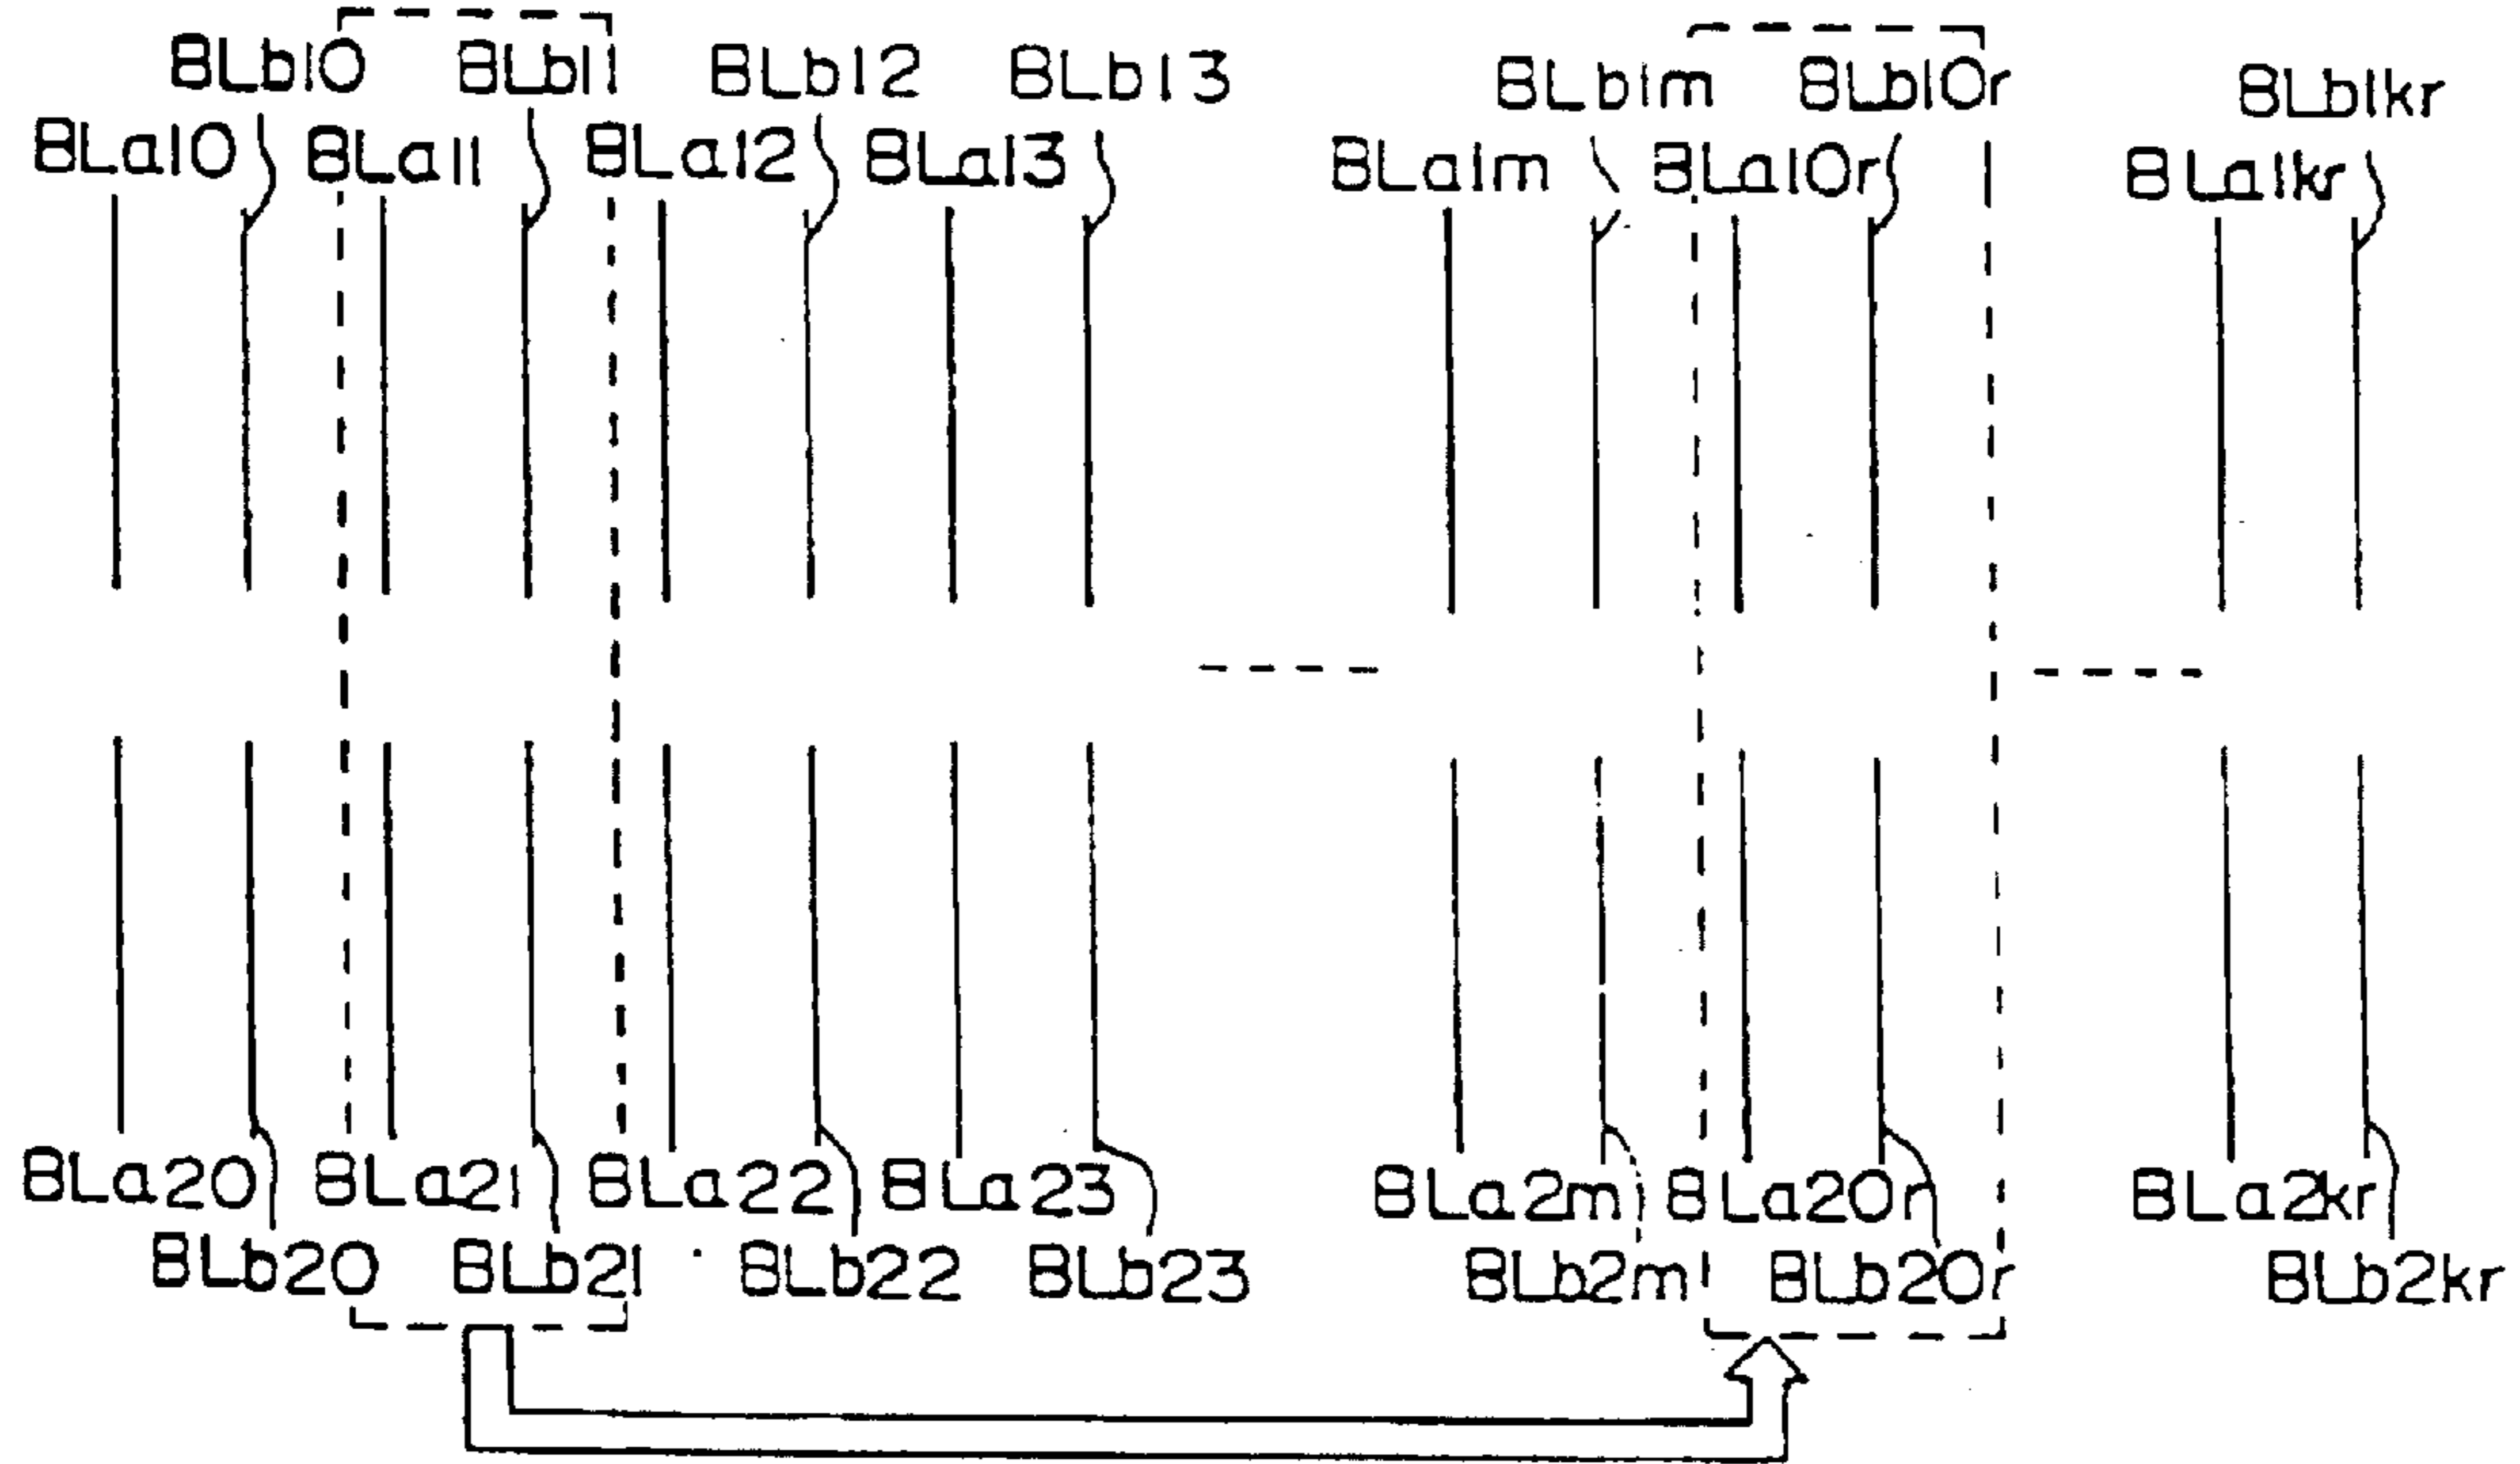 BLb10 BLb11 BLb12 BLb13 BLb1m BLb10r BLb1kr
BLa10 BLa11 BLa12 BLa13 BLa1m BLa10r BLa1kr
BLa20 BLa21 BLa22 BLa23 BLa2m BLa20r BLa2kr
BLb20 BLb21 BLb22 BLb23 BLb2m BLb20r BLb2kr